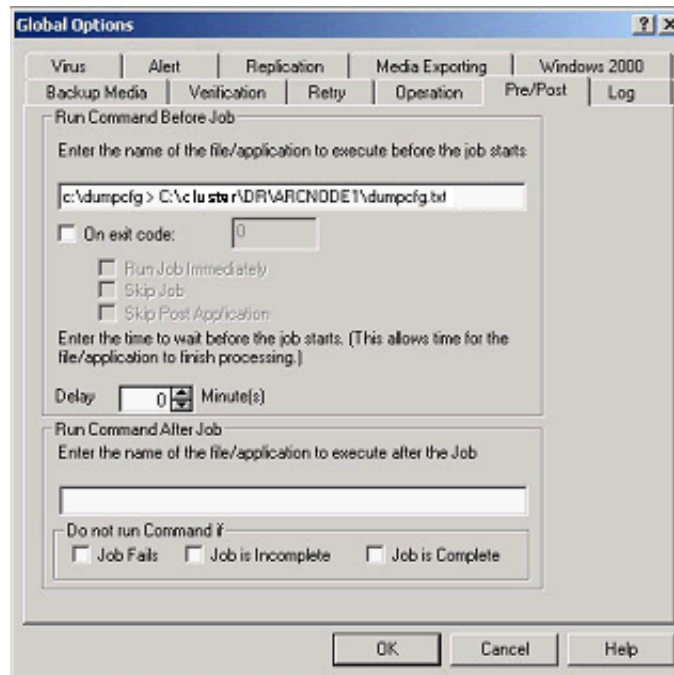 Global Options
Virus Alert Replication Media Exporting Windows 2000
Backup Media Verification Retry Operation Pre/Post Log
Run Command Before Job
Enter the name of the file/application to execute before the job starts
c:\dumpcfg > C:\cluster\DR\ARCNODE1\dumpcfg.txt
On exit code: 0
Run Job Immediately
Skip Job
Skip Post Application
Enter the time to wait before the job starts. (This allows time for the
file/application to finish processing.)
Delay 0 Minute(s)
Run Command After Job
Enter the name of the file/application to execute after the Job
Do not run Command if
Job Fails Job is Incomplete Job is Complete
OK Cancel Help